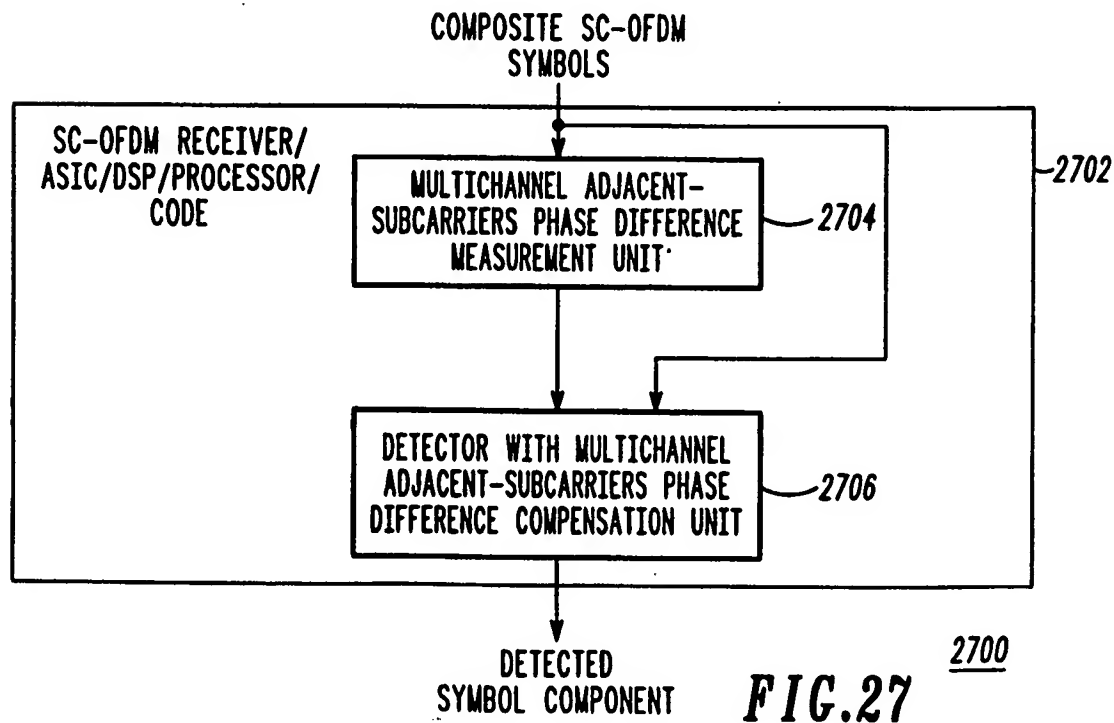 COMPOSITE SC-OFDM
SYMBOLS
SC-OFDM RECEIVER/
ASIC/DSP/PROCESSOR/
CODE
2702
MULTICHANNEL ADJACENT-
SUBCARRIERS PHASE DIFFERENCE
MEASUREMENT UNIT
2704
DETECTOR WITH MULTICHANNEL
ADJACENT-SUBCARRIERS PHASE
DIFFERENCE COMPENSATION UNIT
2706
DETECTED
SYMBOL COMPONENT
2700
FIG.27